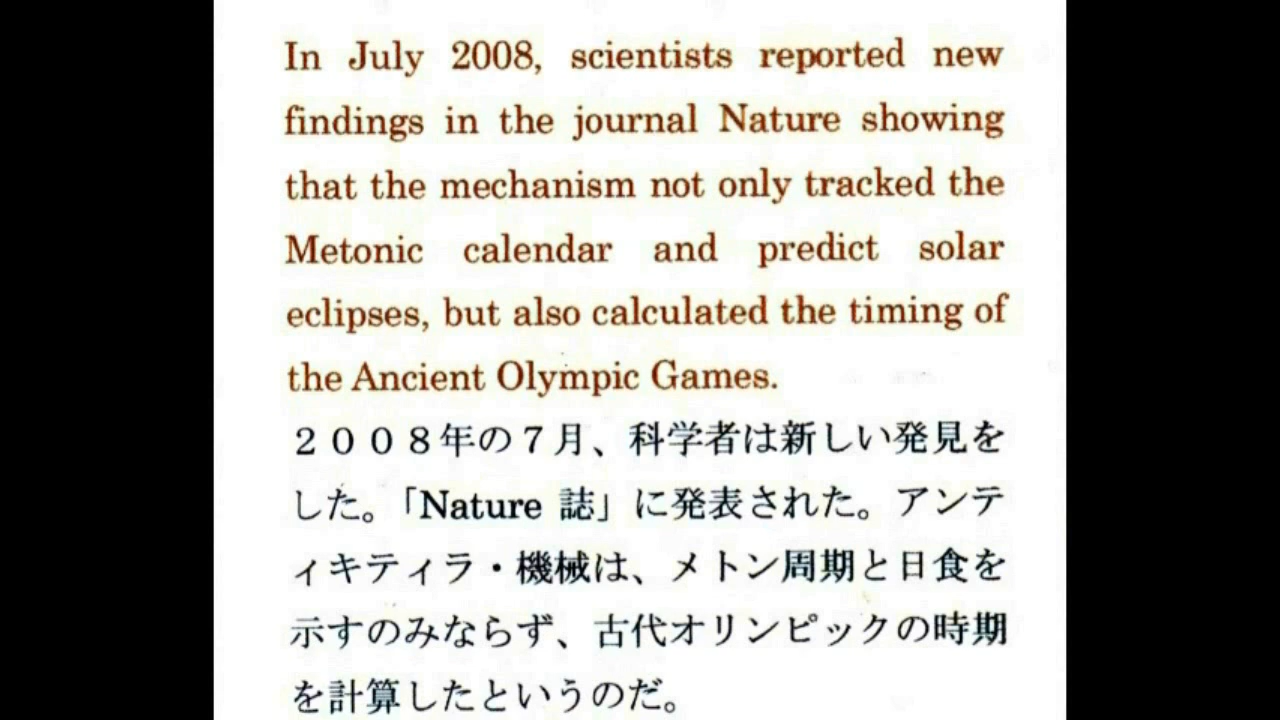 In July 2008, scientists reported new
findings in the journal Nature showing
that the mechanism not only tracked the
Metonic calendar and predict solar
eclipses, but also calculated the timing of
the Ancient Olympic Games.
２００８年の７月、科学者は新しい発見を
した。「Nature 誌」に発表された。アンテ
ィキティラ・機械は、メトン周期と日食を
示すのみならず、古代オリンピックの時期
を計算したというのだ。